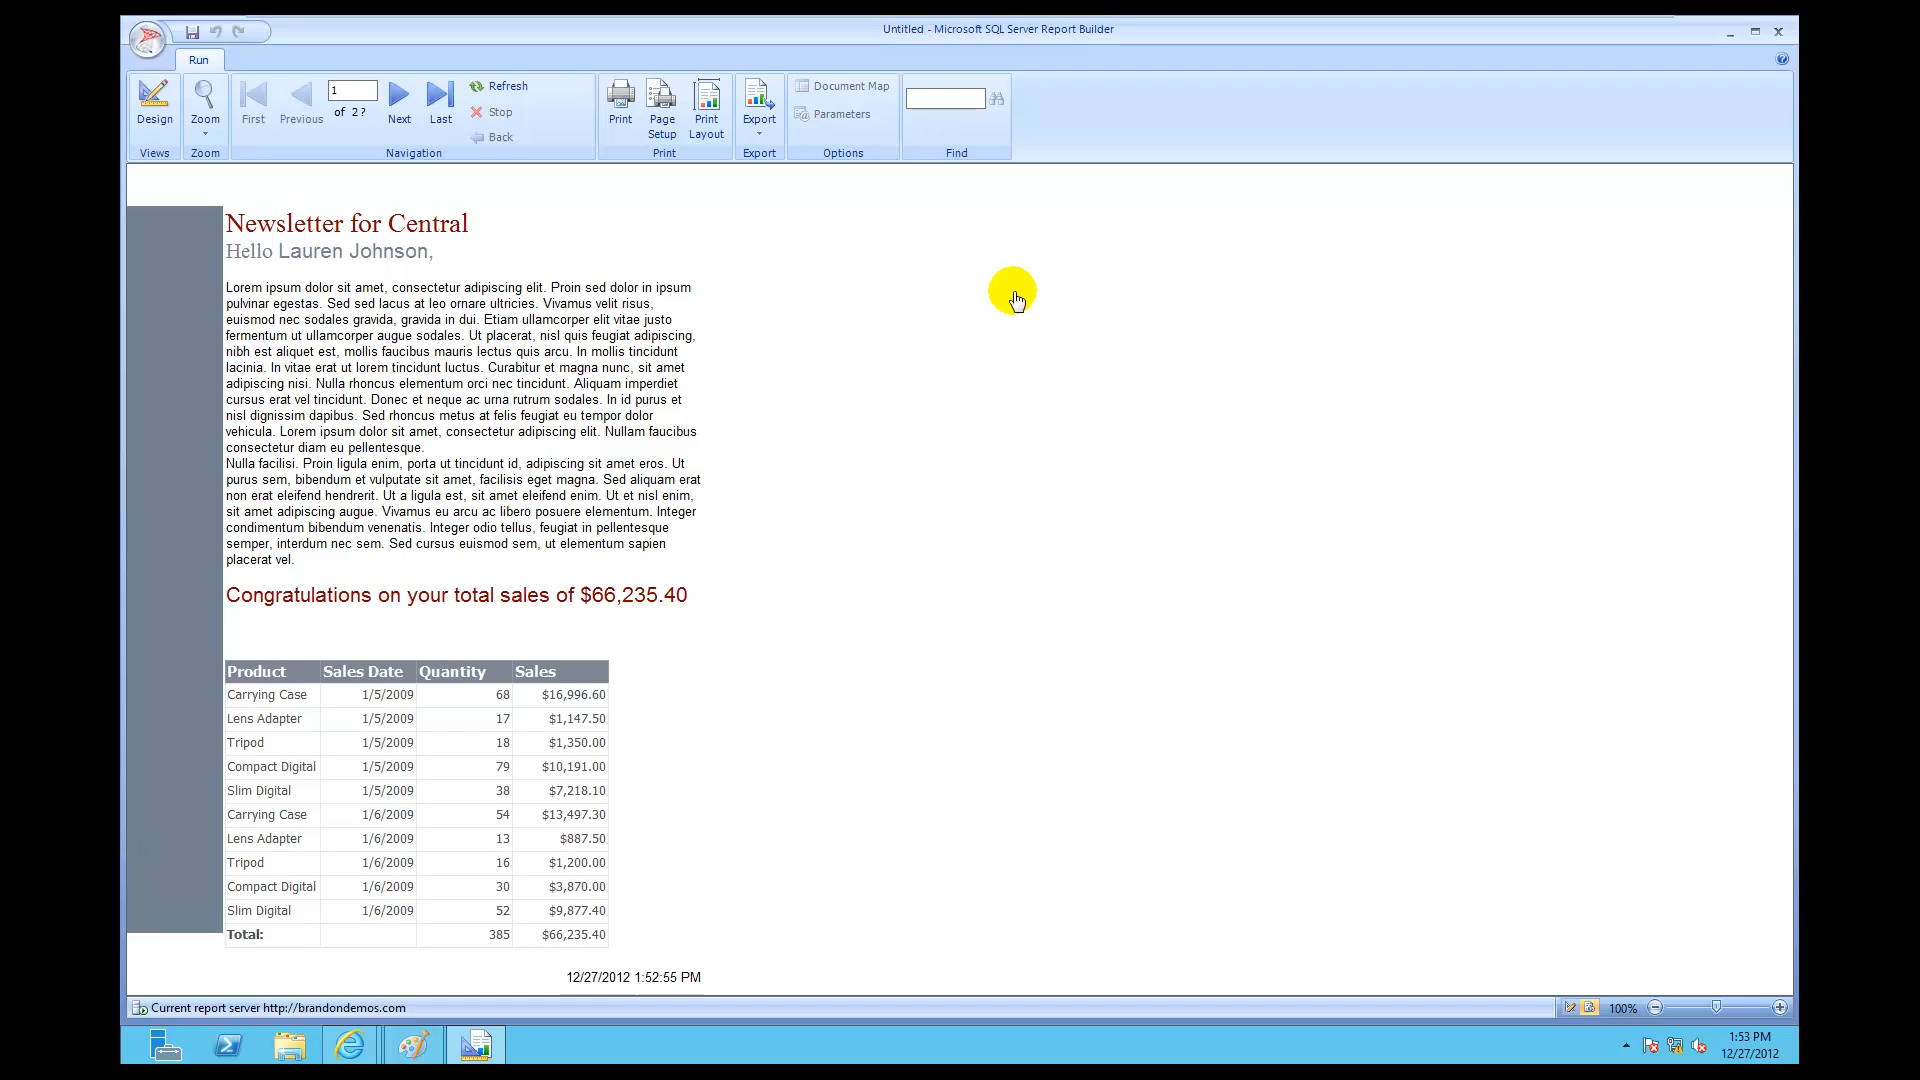 Untitled - Microsoft SQL Server Report Builder
Run
Design
Zoom
First
Previous
1
of 2 ?
Next
Last
Refresh
Stop
Back
Print
Page Setup
Print Layout
Export
Document Map
Parameters
Views
Zoom
Navigation
Print
Export
Options
Find
Newsletter for Central
Hello Lauren Johnson,
Lorem ipsum dolor sit amet, consectetur adipiscing elit. Proin sed dolor in ipsum
pulvinar egestas. Sed sed lacus at leo ornare ultricies. Vivamus velit risus,
euismod nec sodales gravida, gravida in dui. Etiam ullamcorper elit vitae justo
fermentum ut ullamcorper augue sodales. Ut placerat, nisl quis feugiat adipiscing,
nibh est aliquet est, mollis faucibus mauris lectus quis arcu. In mollis tincidunt
lacinia. In vitae erat ut lorem tincidunt luctus. Curabitur et magna nunc, sit amet
adipiscing nisi. Nulla rhoncus elementum orci nec tincidunt. Aliquam imperdiet
cursus erat vel tincidunt. Donec et neque ac urna rutrum sodales. In id purus et
nisl dignissim dapibus. Sed rhoncus metus at felis feugiat eu tempor dolor
vehicula. Lorem ipsum dolor sit amet, consectetur adipiscing elit. Nullam faucibus
consectetur diam eu pellentesque.
Nulla facilisi. Proin ligula enim, porta ut tincidunt id, adipiscing sit amet eros. Ut
purus sem, bibendum et vulputate sit amet, facilisis eget magna. Sed aliquam erat
non erat eleifend hendrerit. Ut a ligula est, sit amet eleifend enim. Ut et nisl enim,
sit amet adipiscing augue. Vivamus eu arcu ac libero posuere elementum. Integer
condimentum bibendum venenatis. Integer odio tellus, feugiat in pellentesque
semper, interdum nec sem. Sed cursus euismod sem, ut elementum sapien
placerat vel.
Congratulations on your total sales of $66,235.40
Product Sales Date Quantity Sales
Carrying Case 1/5/2009 68 $16,996.60
Lens Adapter 1/5/2009 17 $1,147.50
Tripod 1/5/2009 18 $1,350.00
Compact Digital 1/5/2009 79 $10,191.00
Slim Digital 1/5/2009 38 $7,218.10
Carrying Case 1/6/2009 54 $13,497.30
Lens Adapter 1/6/2009 13 $887.50
Tripod 1/6/2009 16 $1,200.00
Compact Digital 1/6/2009 30 $3,870.00
Slim Digital 1/6/2009 52 $9,877.40
Total: 385 $66,235.40
12/27/2012 1:52:55 PM
Current report server http://brandondemos.com
100%
1:53 PM
12/27/2012